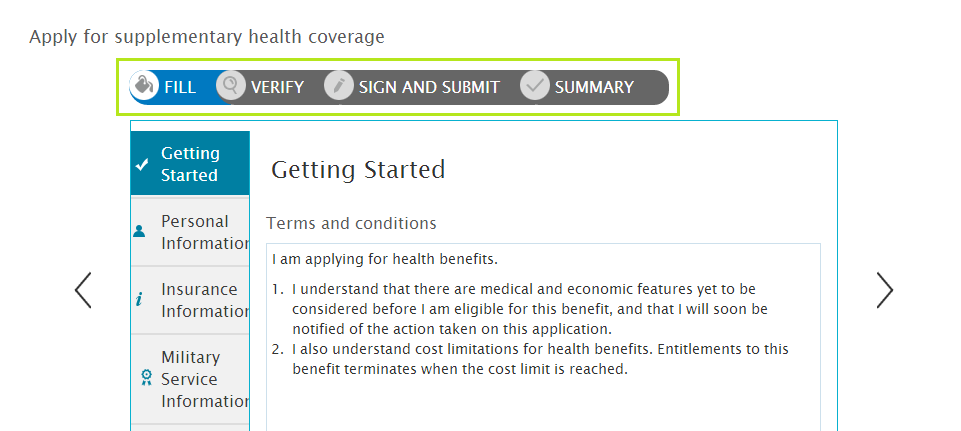 Apply for supplementary health coverage
FILL VERIFY SIGN AND SUBMIT SUMMARY
Getting
Started
Personal
Information
Insurance
Information
Military
Service
Information
Getting Started
Terms and conditions
I am applying for health benefits.
1. I understand that there are medical and economic features yet to be
considered before I am eligible for this benefit, and that I will soon be
notified of the action taken on this application.
2. I also understand cost limitations for health benefits. Entitlements to this
benefit terminates when the cost limit is reached.